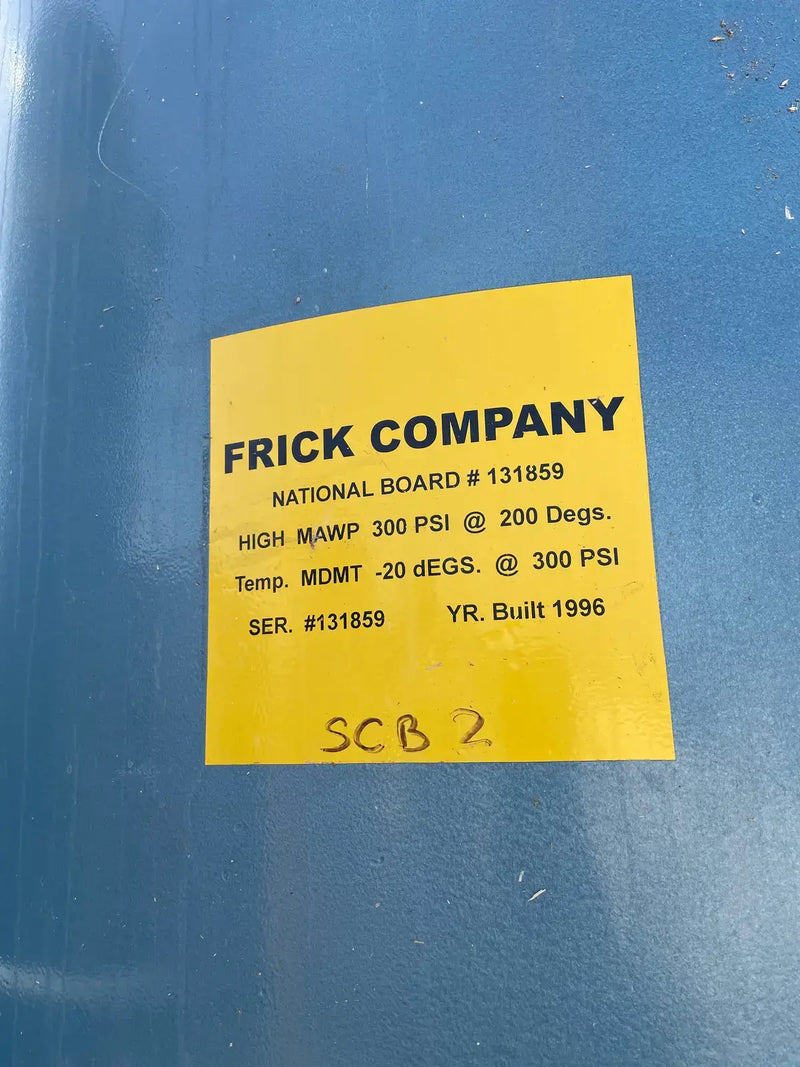 FRICK COMPANY
NATIONAL BOARD # 131859
HIGH MAWP 300 PSI @ 200 Degs.
Temp. MDMT -20 dEGS. @ 300 PSI
SER. #131859 YR. Built 1996
SCB 2